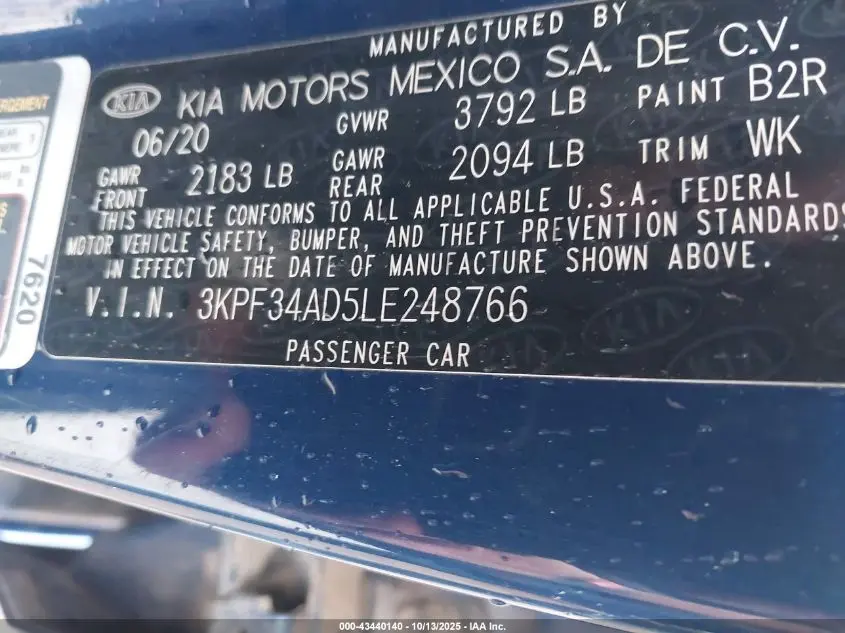 MANUFACTURED BY
KIA KIA MOTORS MEXICO S.A. DE C.V.
06/20 GVWR 3792 LB PAINT B2R
GAWR FRONT 2183 LB GAWR REAR 2094 LB TRIM WK
THIS VEHICLE CONFORMS TO ALL APPLICABLE U.S.A. FEDERAL
MOTOR VEHICLE SAFETY, BUMPER, AND THEFT PREVENTION STANDARDS
IN EFFECT ON THE DATE OF MANUFACTURE SHOWN ABOVE.
V.I.N. 3KPF34AD5LE248766
PASSENGER CAR
7620
000-43440140 - 10/13/2025 - IAA Inc.